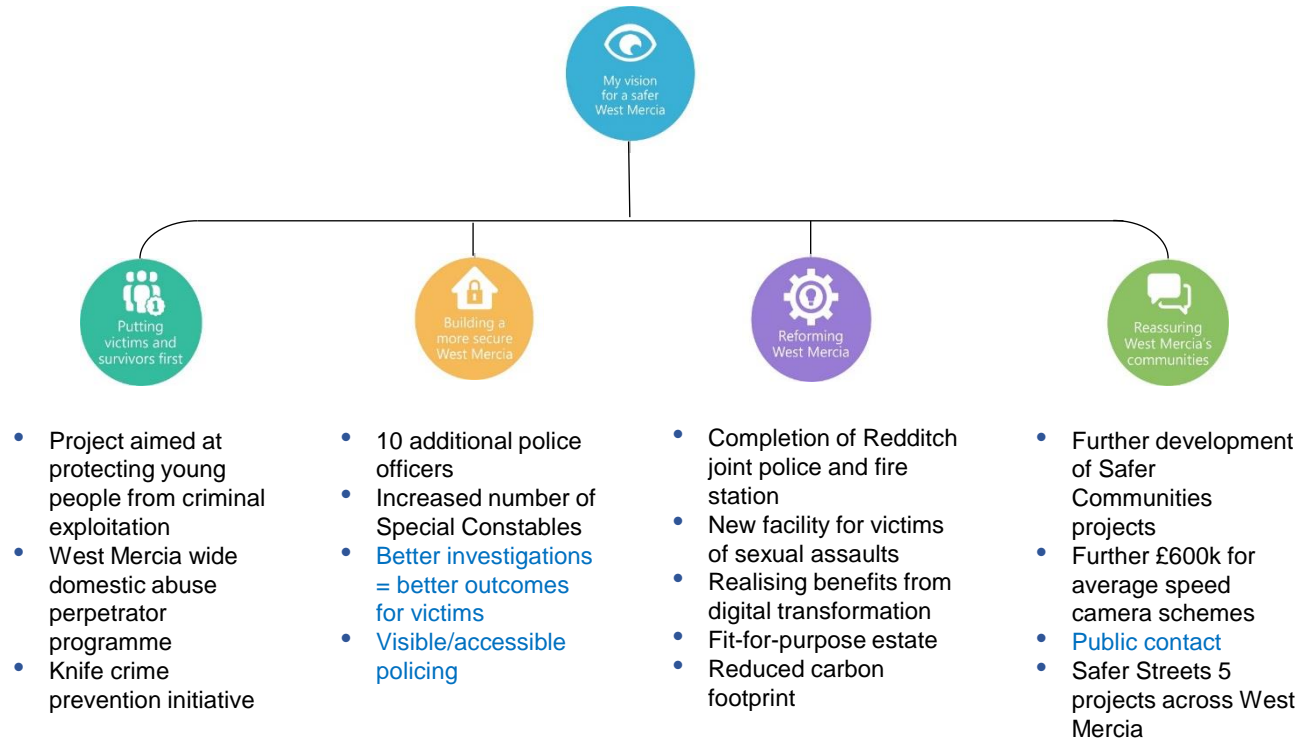 My vision
for a safer
West Mercia
Putting
victims and
survivors first
Building a
more secure
West Mercia
Reforming
West Mercia
Reassuring
West Mercia's
communities
• Project aimed at
protecting young
people from criminal
exploitation
• West Mercia wide
domestic abuse
perpetrator
programme
• Knife crime
prevention initiative
• 10 additional police
officers
• Increased number of
Special Constables
• Better investigations
= better outcomes
for victims
• Visible/accessible
policing
• Completion of Redditch
joint police and fire
station
• New facility for victims
of sexual assaults
• Realising benefits from
digital transformation
• Fit-for-purpose estate
• Reduced carbon
footprint
• Further development
of Safer
Communities
projects
• Further £600k for
average speed
camera schemes
• Public contact
• Safer Streets 5
projects across West
Mercia